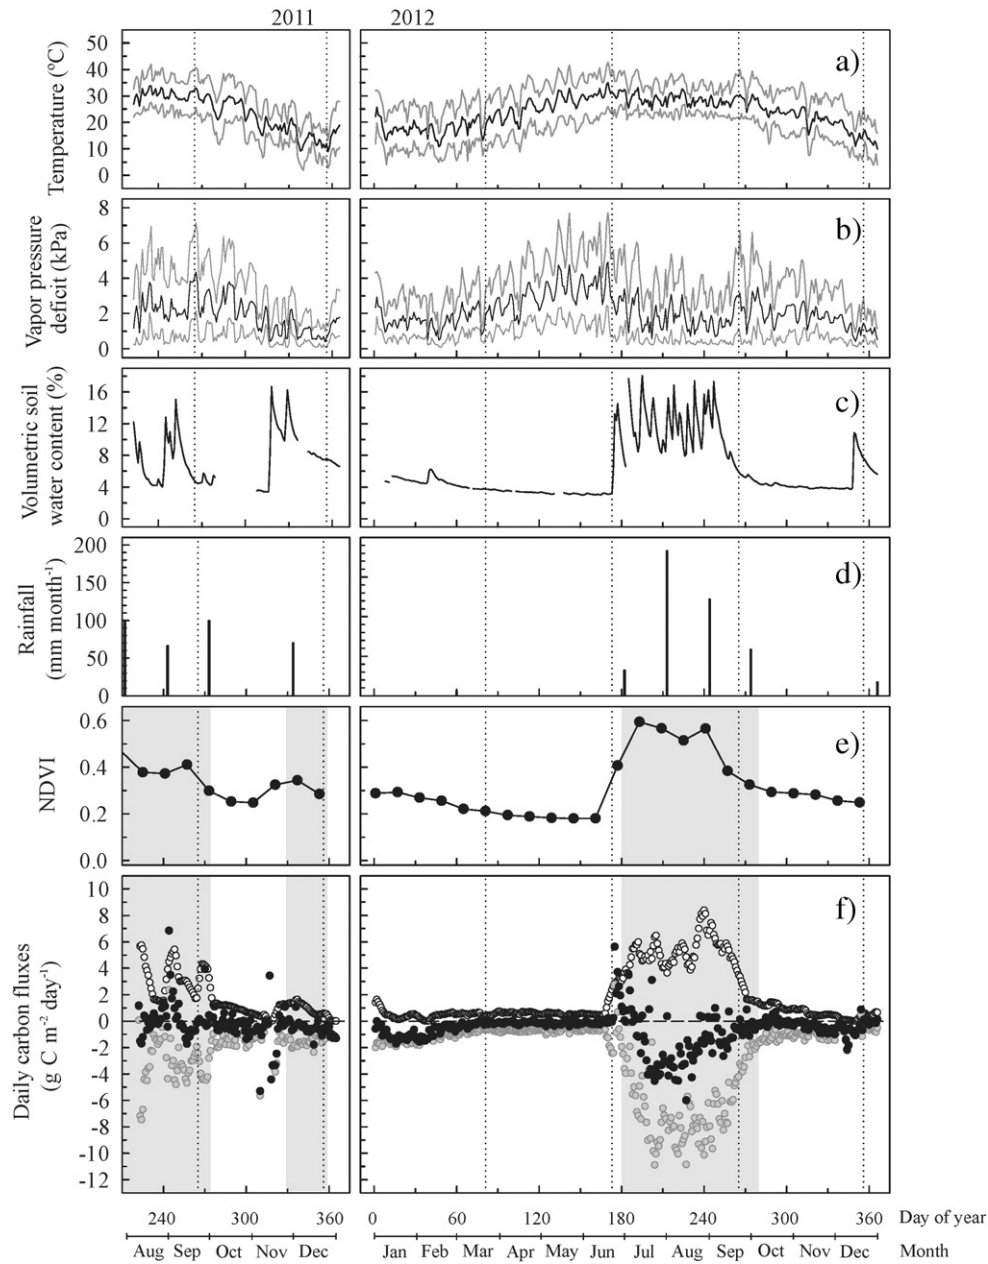 2011 2012
Temperature (ºC)
50
40
30
20
10
0
a)
Vapor pressure
deficit (kPa)
8
6
4
2
0
b)
Volumetric soil
water content (%)
16
12
8
4
0
c)
Rainfall
(mm month⁻¹)
200
150
100
50
0
d)
NDVI
0.6
0.4
0.2
0.0
e)
Daily carbon fluxes
(g C m⁻² day⁻¹)
10
8
6
4
2
0
-2
-4
-6
-8
-10
-12
f)
240 300 360 0 60 120 180 240 300 360 Day of year
Aug Sep Oct Nov Dec Jan Feb Mar Apr May Jun Jul Aug Sep Oct Nov Dec Month